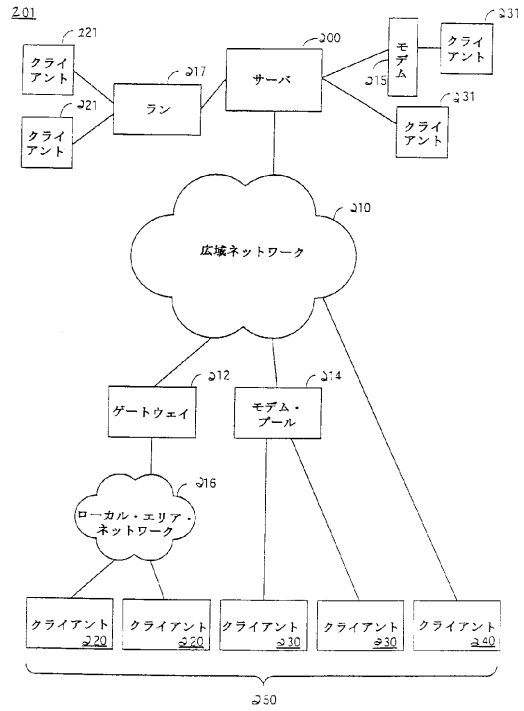 201
221
クライ
アント
221
クライ
アント
217
ラン
200
サーバ
モデム
215
231
クライ
アント
231
クライ
アント
210
広域ネットワーク
212
ゲートウェイ
214
モデム・
プール
216
ローカル・エリア・
ネットワーク
クライアント
220
クライアント
220
クライアント
230
クライアント
230
クライアント
240
250